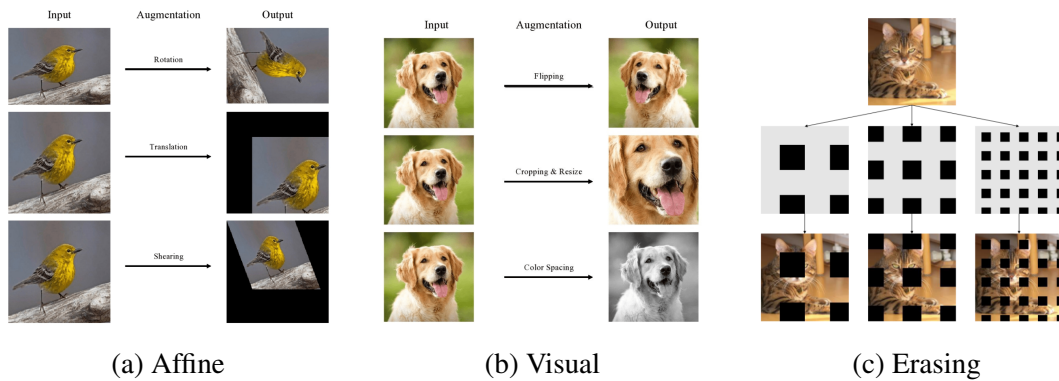 Input Augmentation Output
Rotation
Translation
Shearing
(a) Affine
Input Augmentation Output
Flipping
Cropping & Resize
Color Spacing
(b) Visual
(c) Erasing